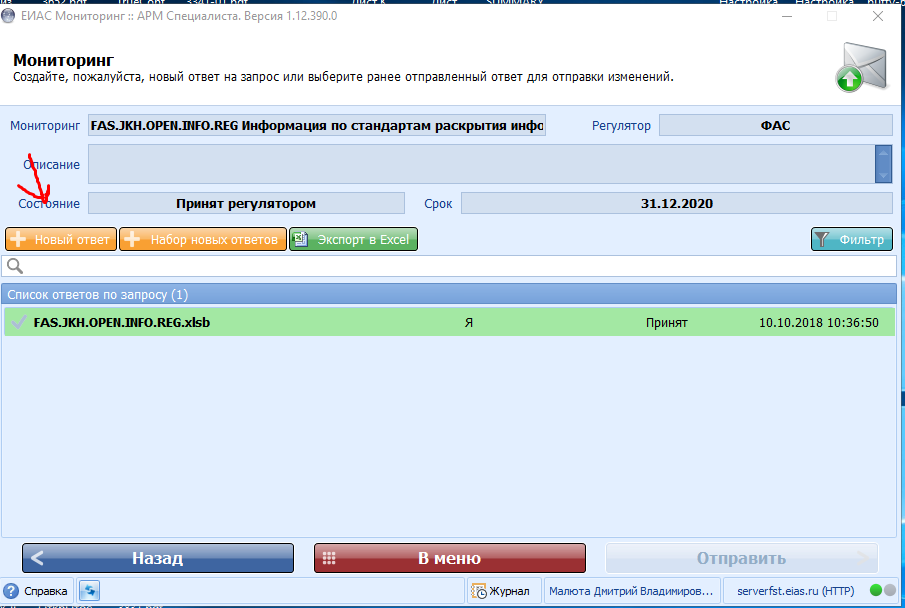 ЕИАС Мониторинг :: АРМ Специалиста. Версия 1.12.390.0
Мониторинг
Создайте, пожалуйста, новый ответ на запрос или выберите ранее отправленный ответ для отправки изменений.
Мониторинг FAS.JKH.OPEN.INFO.REG Информация по стандартам раскрытия инфо Регулятор ФАС
Описание
Состояние Принят регулятором Срок 31.12.2020
Новый ответ Набор новых ответов Экспорт в Excel Фильтр
Список ответов по запросу (1)
FAS.JKH.OPEN.INFO.REG.xlsb Я Принят 10.10.2018 10:36:50
Назад В меню Отправить
Справка Журнал Малюта Дмитрий Владимиров... serverfst.eias.ru (HTTP)